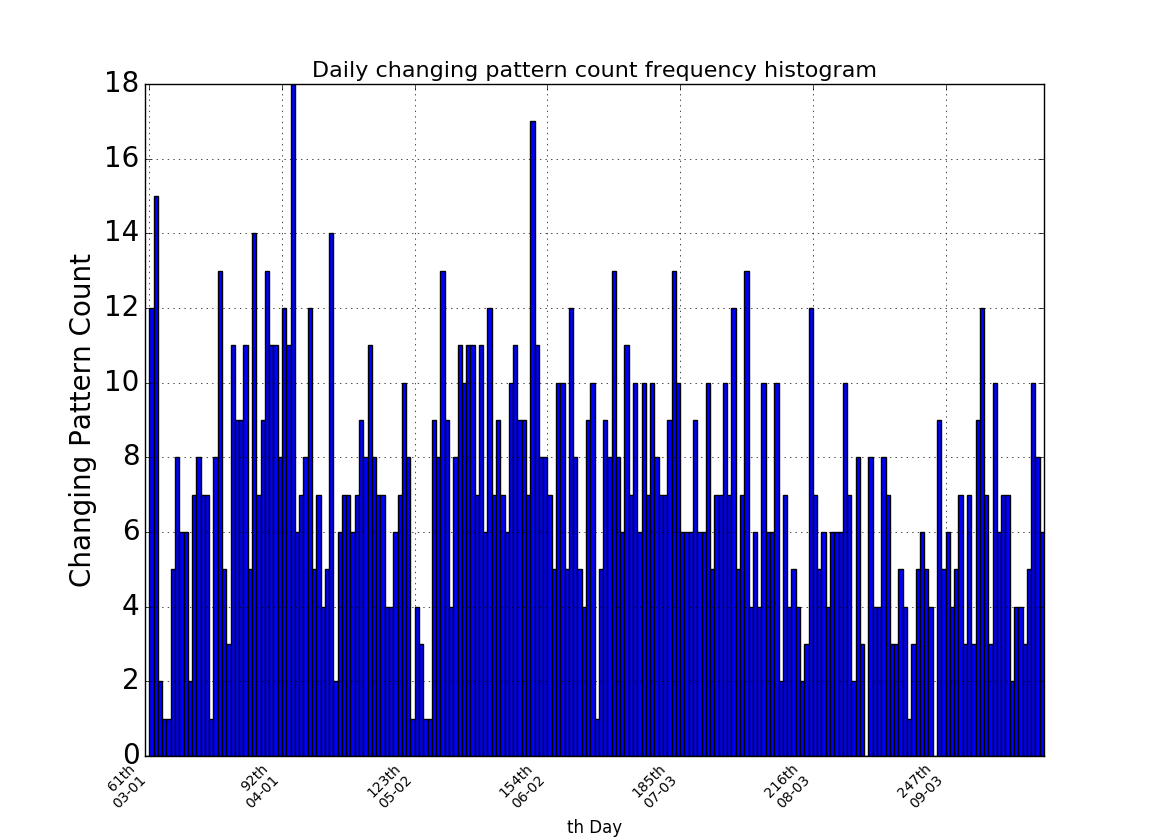 Daily changing pattern count frequency histogram
Changing Pattern Count
18
16
14
12
10
8
6
4
2
0
61th
03-01
92th
04-01
123th
05-02
154th
06-02
185th
07-03
216th
08-03
247th
09-03
th Day